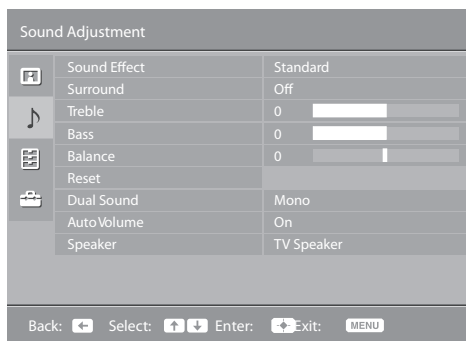 Sound Adjustment
Sound Effect Standard
Surround Off
Treble 0
Bass 0
Balance 0
Reset
Dual Sound Mono
Auto Volume On
Speaker TV Speaker
Back: Select: Enter: Exit: MENU